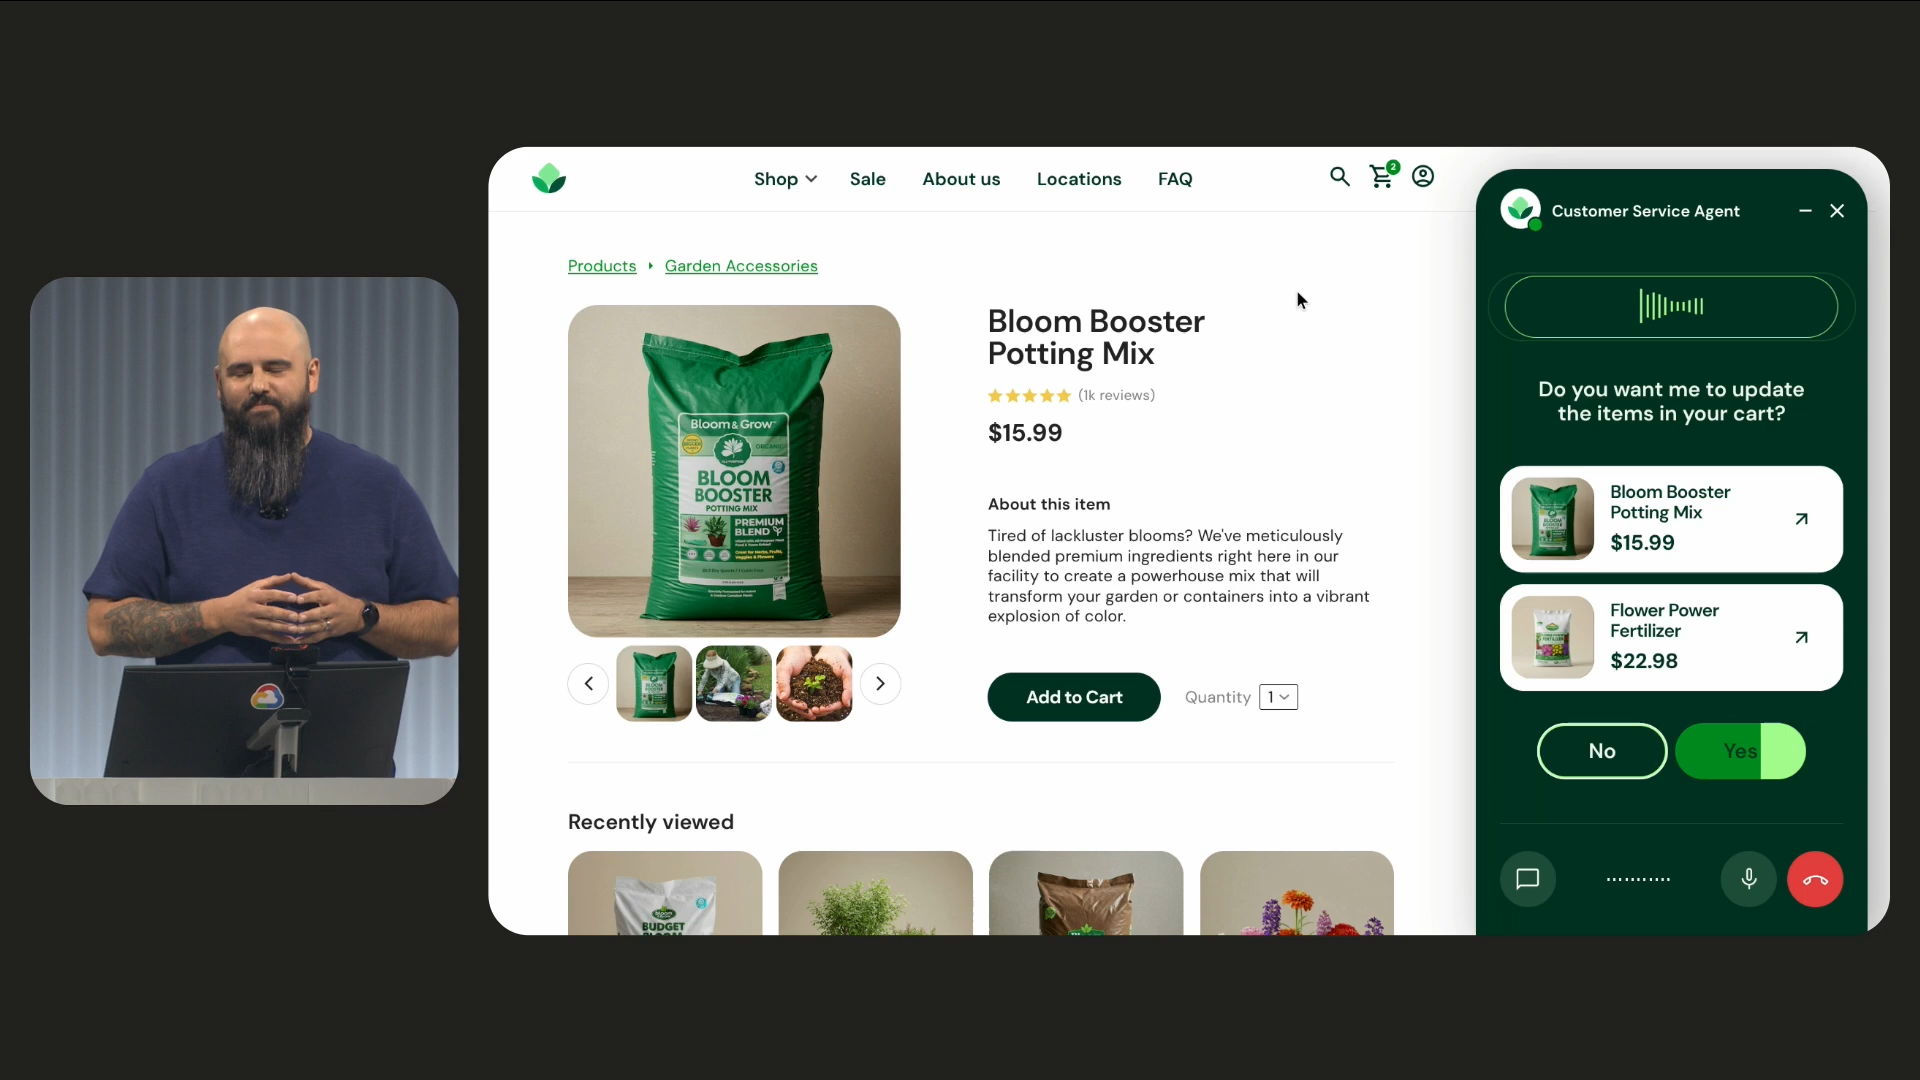 Shop
Sale
About us
Locations
FAQ
2
Customer Service Agent
Products
Garden Accessories
Bloom Booster
Potting Mix
(1k reviews)
$15.99
About this item
Tired of lackluster blooms? We've meticulously
blended premium ingredients right here in our
facility to create a powerhouse mix that will
transform your garden or containers into a vibrant
explosion of color.
Add to Cart
Quantity
1
Bloom & Grow
ORGANIC
BLOOM
BOOSTER
POTTING MIX
PREMIUM
BLEND
Recently viewed
BUDGET
BLOOM
Do you want me to update
the items in your cart?
Bloom Booster
Potting Mix
$15.99
Flower Power
Fertilizer
$22.98
No
Yes